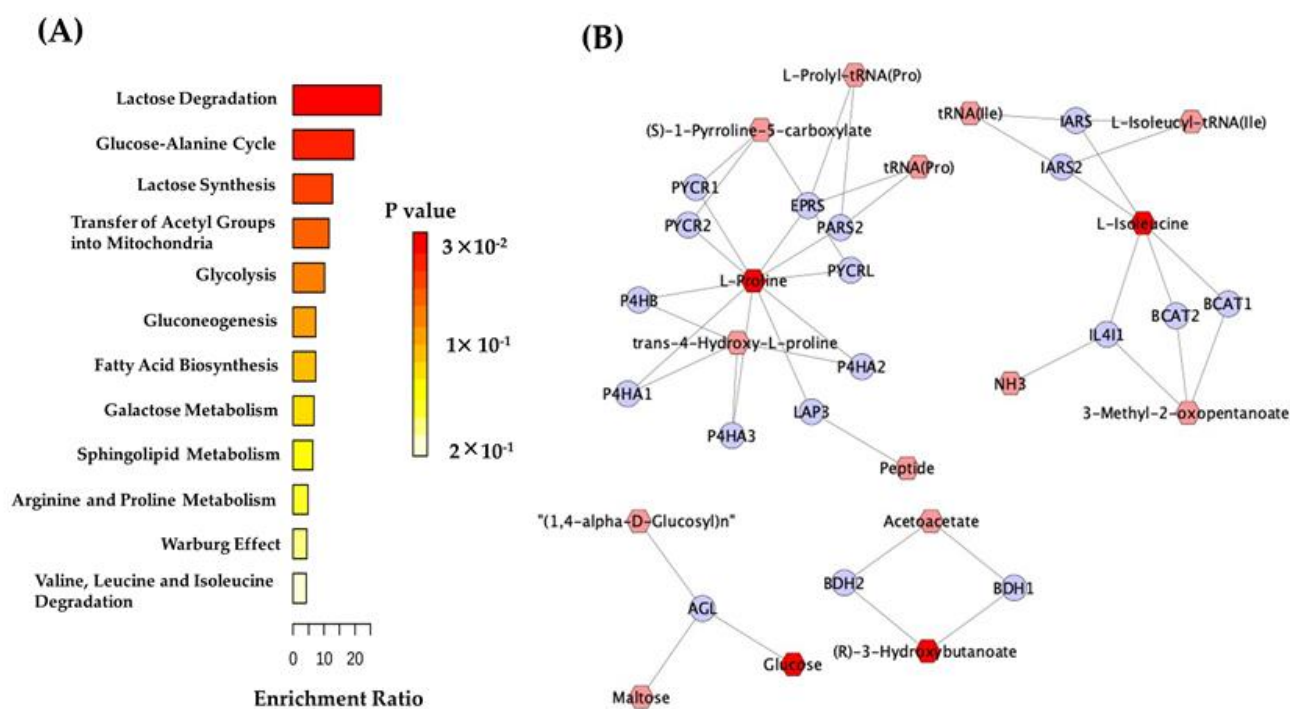 (A)
Lactose Degradation
Glucose-Alanine Cycle
Lactose Synthesis
Transfer of Acetyl Groups
into Mitochondria
Glycolysis
Gluconeogenesis
Fatty Acid Biosynthesis
Galactose Metabolism
Sphingolipid Metabolism
Arginine and Proline Metabolism
Warburg Effect
Valine, Leucine and Isoleucine
Degradation
0 10 20
Enrichment Ratio
P value
3×10⁻²
1×10⁻¹
2×10⁻¹
(B)
L-Prolyl-tRNA(Pro)
(S)-1-Pyrroline-5-carboxylate
tRNA(Pro)
PYCR1
EPRS
PYCR2
PARS2
PYCRL
L-Proline
P4HB
trans-4-Hydroxy-L-proline
P4HA2
P4HA1
LAP3
P4HA3
Peptide
tRNA(Ile)
IARS
L-Isoleucyl-tRNA(Ile)
IARS2
L-Isoleucine
BCAT1
BCAT2
IL4I1
NH3
3-Methyl-2-oxopentanoate
"(1,4-alpha-D-Glucosyl)n"
AGL
Glucose
Maltose
Acetoacetate
BDH2
BDH1
(R)-3-Hydroxybutanoate